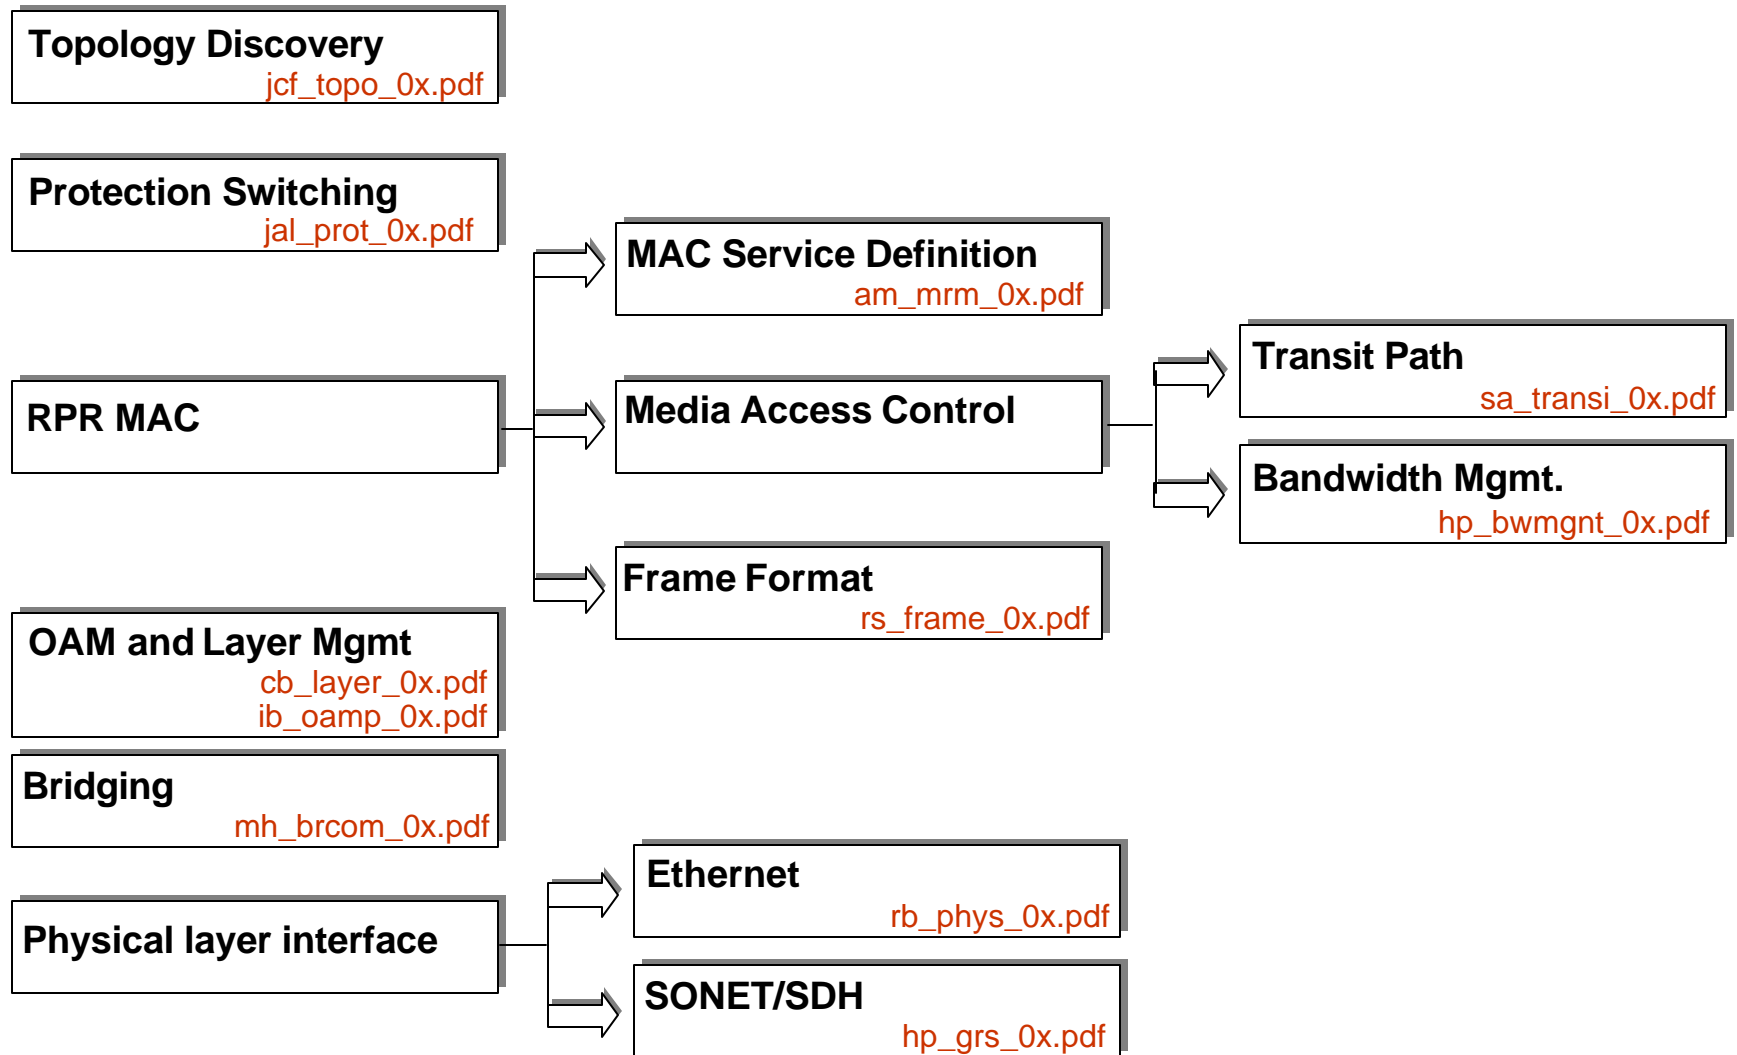 Topology Discovery
jcf_topo_0x.pdf
Protection Switching
jal_prot_0x.pdf
MAC Service Definition
am_mrm_0x.pdf
Transit Path
sa_transi_0x.pdf
RPR MAC
Media Access Control
Bandwidth Mgmt.
hp_bwmgnt_0x.pdf
Frame Format
rs_frame_0x.pdf
OAM and Layer Mgmt
cb_layer_0x.pdf
ib_oamp_0x.pdf
Bridging
mh_brcom_0x.pdf
Ethernet
rb_phys_0x.pdf
Physical layer interface
SONET/SDH
hp_grs_0x.pdf